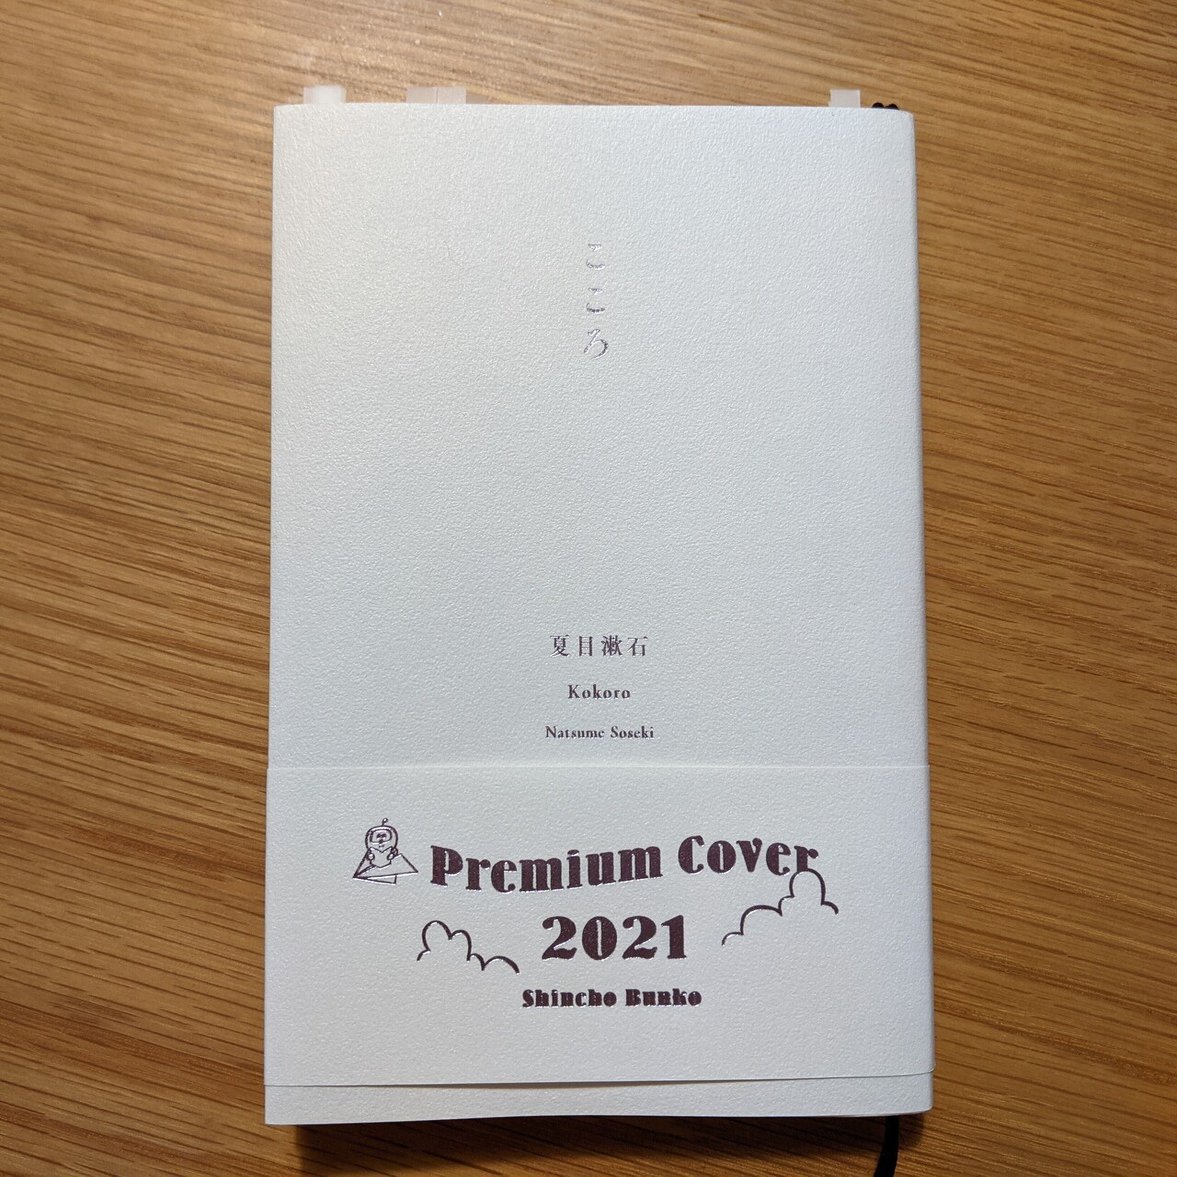 こころ
夏目漱石
Kokoro
Natsume Soseki
Premium Cover
2021
Shincho Bunko